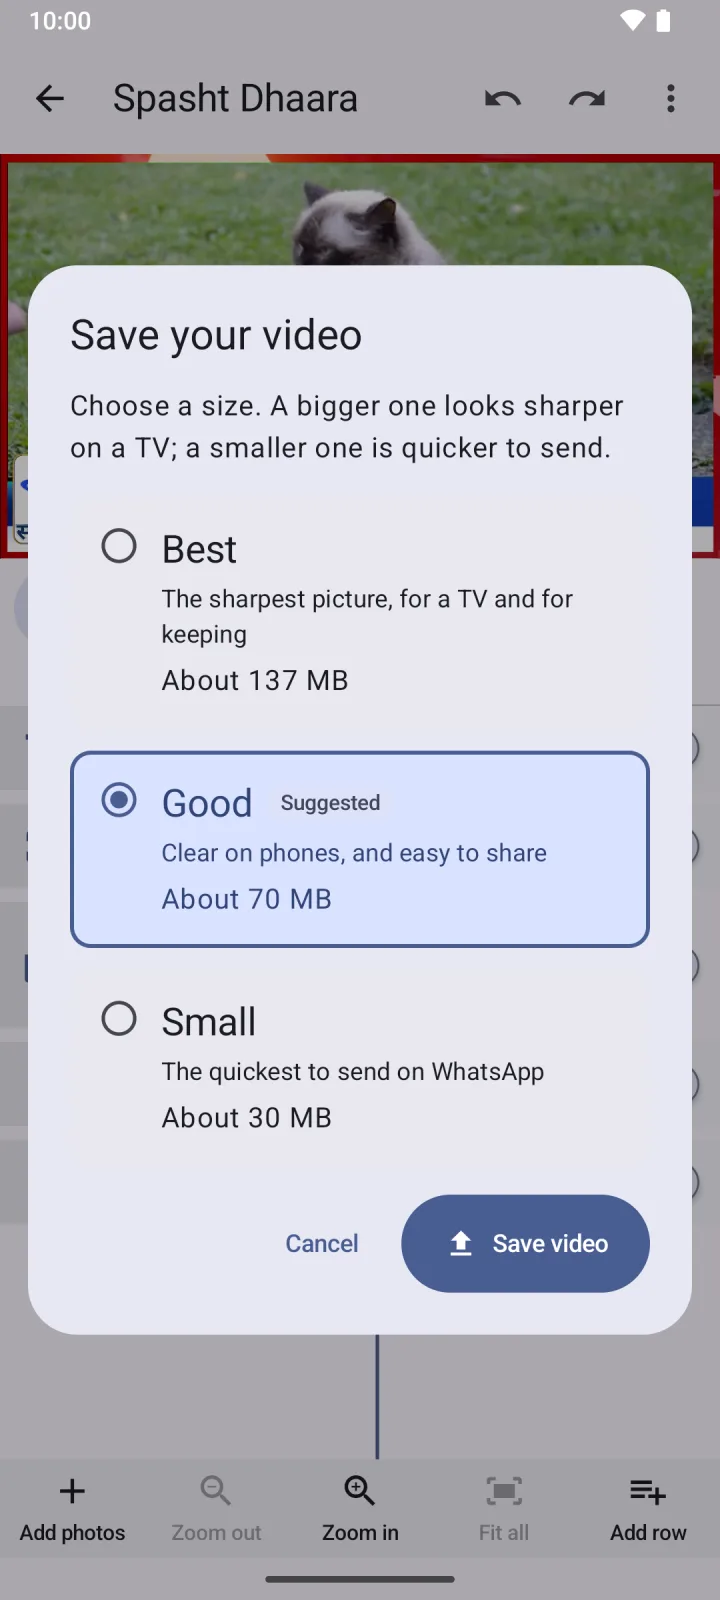 10:00
Spasht Dhaara
Save your video
Choose a size. A bigger one looks sharper
on a TV; a smaller one is quicker to send.
Best
The sharpest picture, for a TV and for
keeping
About 137 MB
Good Suggested
Clear on phones, and easy to share
About 70 MB
Small
The quickest to send on WhatsApp
About 30 MB
Cancel Save video
Add photos Zoom out Zoom in Fit all Add row